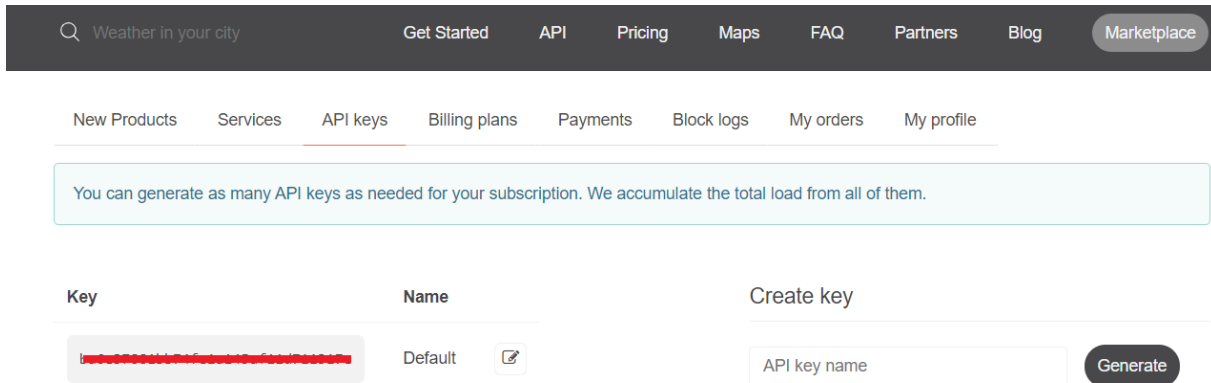 Weather in your city Get Started API Pricing Maps FAQ Partners Blog Marketplace
New Products Services API keys Billing plans Payments Block logs My orders My profile
You can generate as many API keys as needed for your subscription. We accumulate the total load from all of them.
Key Name Create key
Default API key name Generate